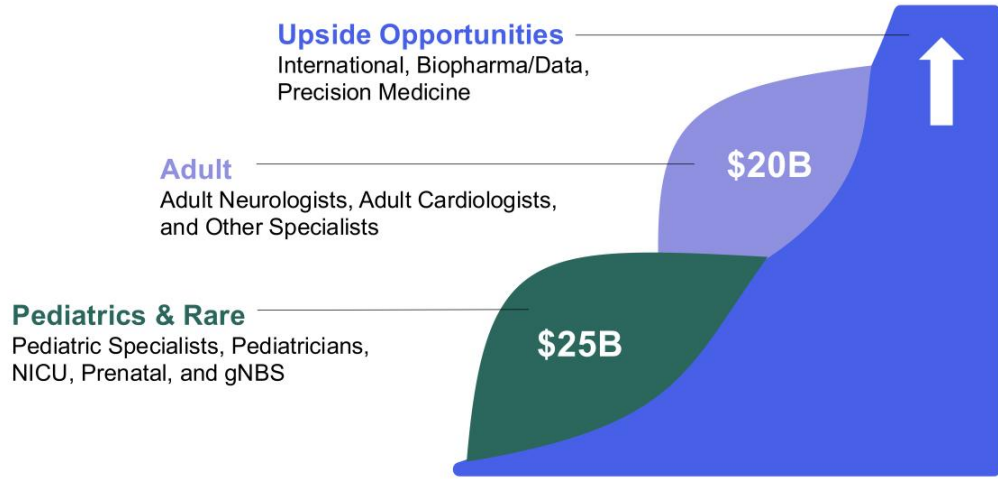 Upside Opportunities
International, Biopharma/Data,
Precision Medicine
$20B
Adult
Adult Neurologists, Adult Cardiologists,
and Other Specialists
Pediatrics & Rare
Pediatric Specialists, Pediatricians,
NICU, Prenatal, and gNBS
$25B